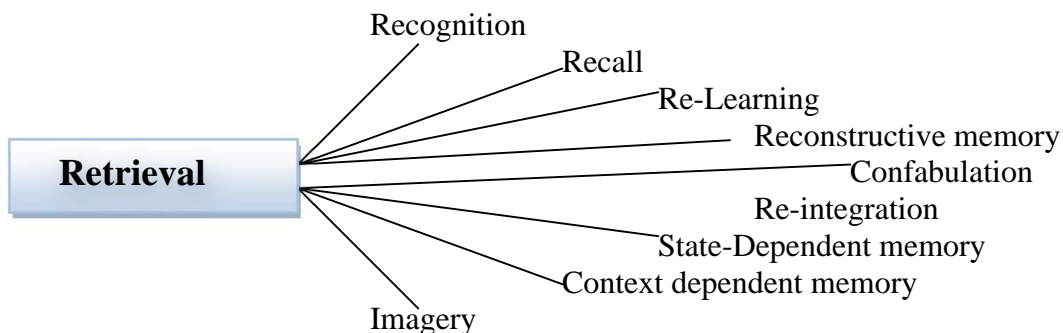 Recognition
Recall
Re-Learning
Reconstructive memory
Retrieval
Confabulation
Re-integration
State-Dependent memory
Context dependent memory
Imagery